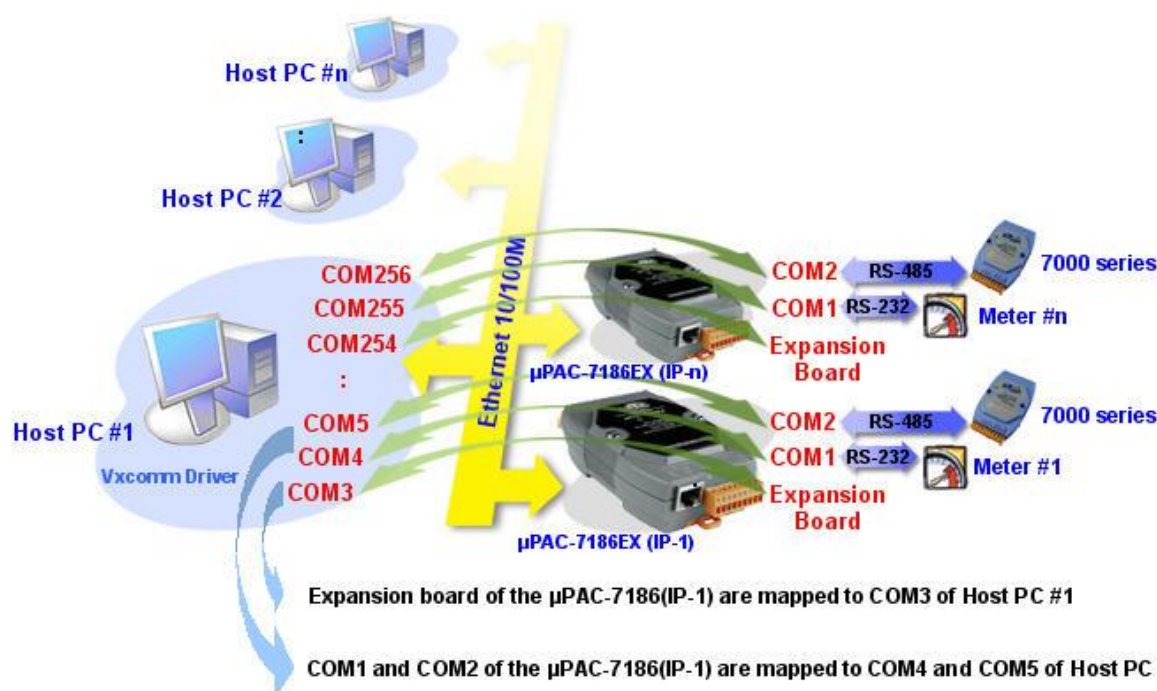 Host PC #n
:
Host PC #2
Ethernet 10/100M
COM256
COM255
COM254
:
COM5
COM4
COM3
Host PC #1
Vxcomm Driver
µPAC-7186EX (IP-n)
COM2
RS-485
7000 series
COM1
RS-232
Meter #n
Expansion
Board
µPAC-7186EX (IP-1)
COM2
RS-485
7000 series
COM1
RS-232
Meter #1
Expansion
Board
Expansion board of the µPAC-7186(IP-1) are mapped to COM3 of Host PC #1
COM1 and COM2 of the µPAC-7186(IP-1) are mapped to COM4 and COM5 of Host PC